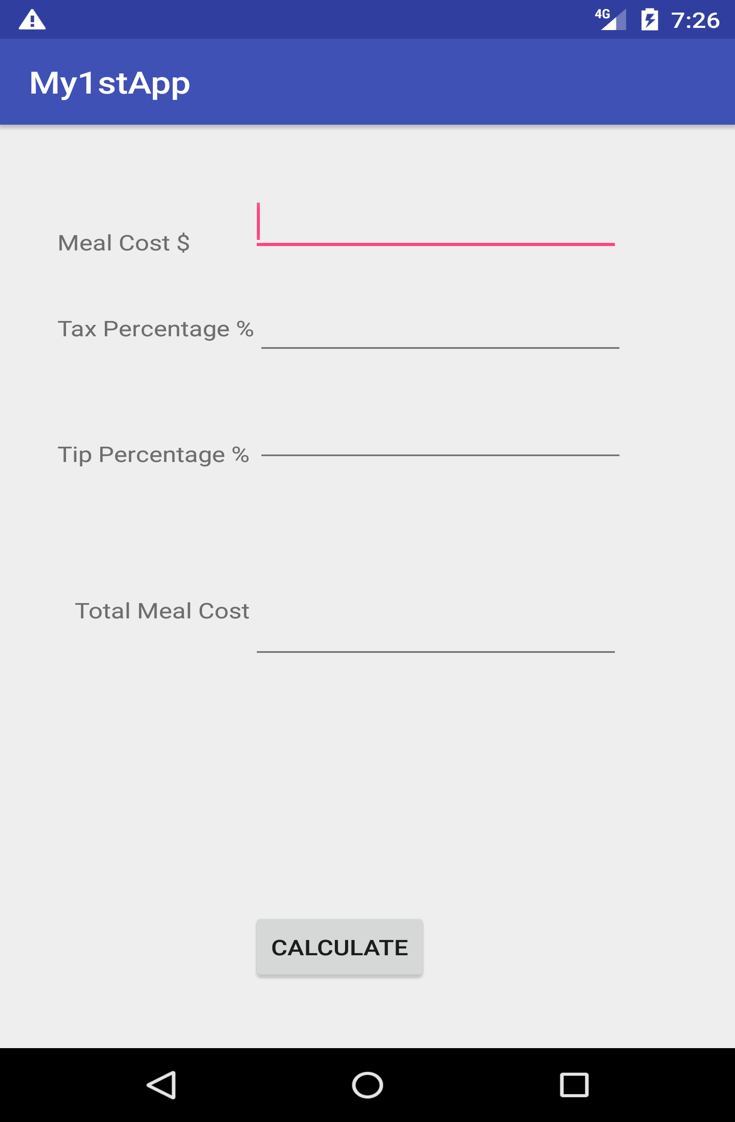 4G 7:26
My1stApp
Meal Cost $
Tax Percentage %
Tip Percentage %
Total Meal Cost
CALCULATE